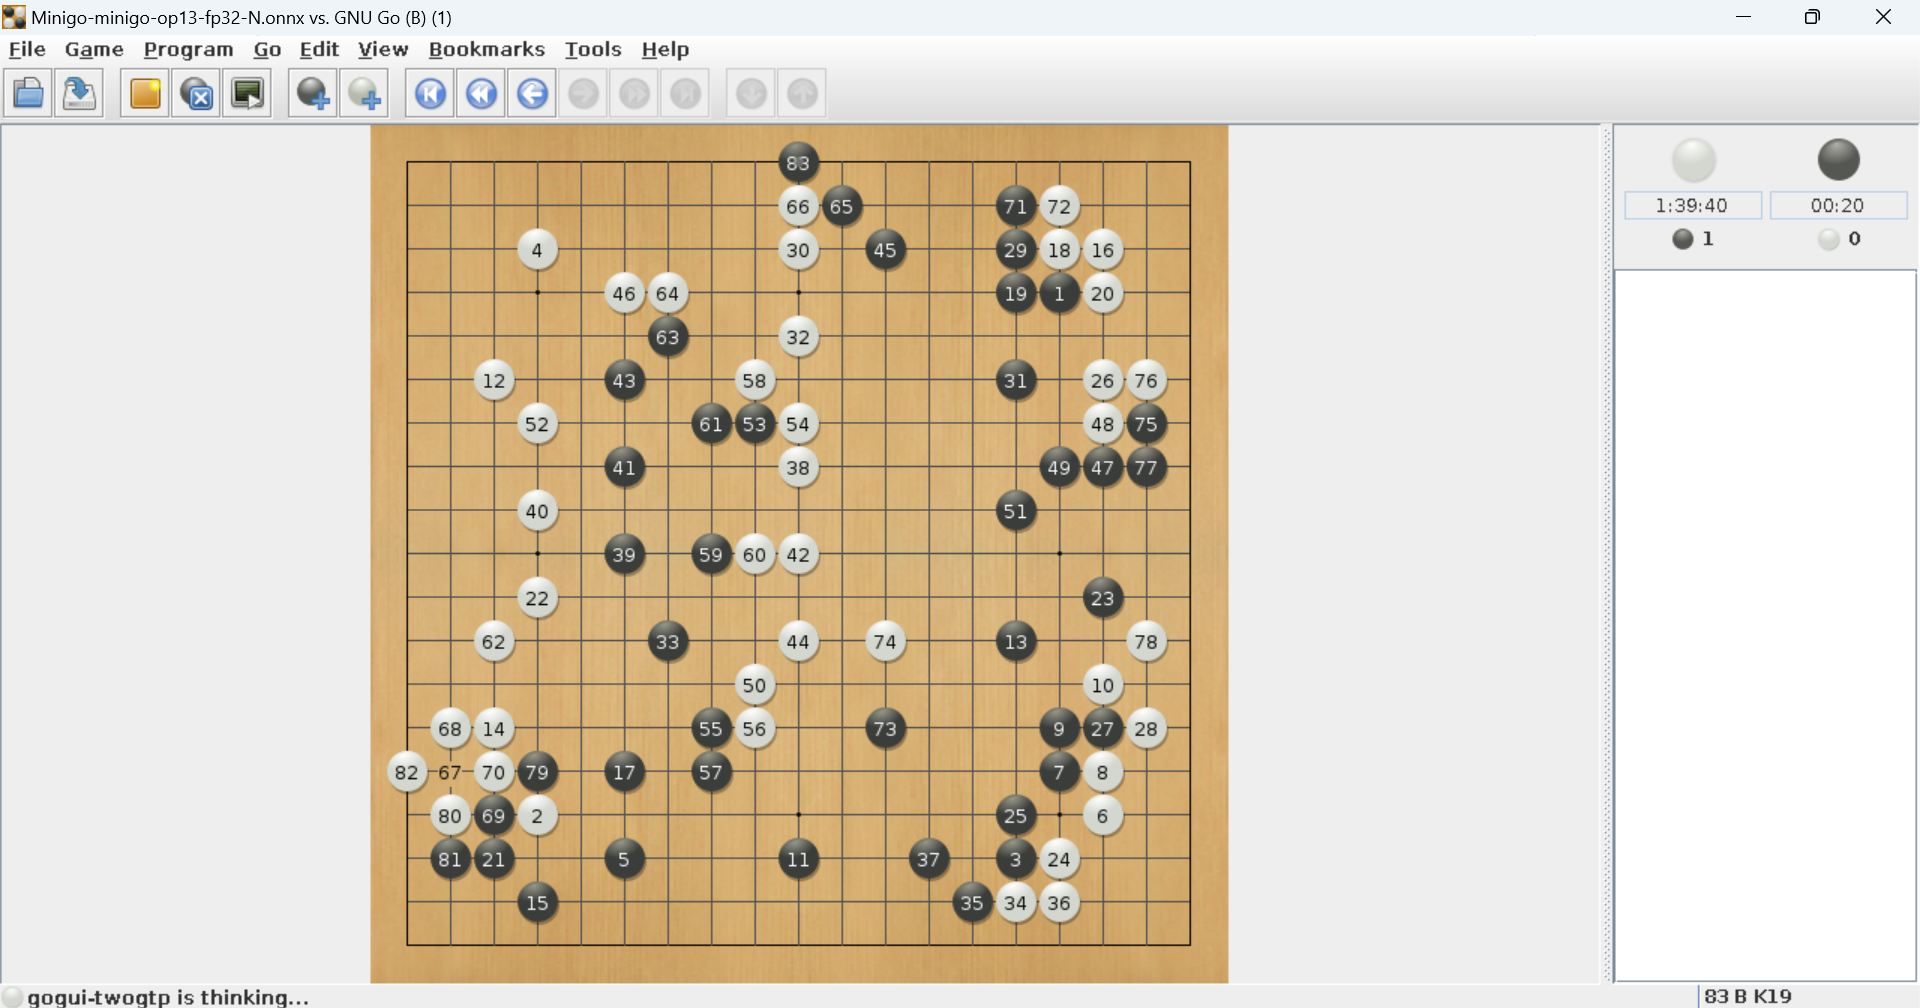 Minigo-minigo-op13-fp32-N.onnx vs. GNU Go (B) (1)
File Game Program Go Edit View Bookmarks Tools Help
83
66 65 71 72
4 30 45 29 18 16
46 64 19 1 20
63 32
12 43 58 31 26 76
52 61 53 54 48 75
41 38 49 47 77
40 51
39 59 60 42
22 23
62 33 44 74 13 78
50 10
68 14 55 56 73 9 27 28
82 67 70 79 17 57 7 8
80 69 2 25 6
81 21 5 11 37 3 24
15 35 34 36
1:39:40 00:20
1 0
gogui-twogtp is thinking... 83 B K19